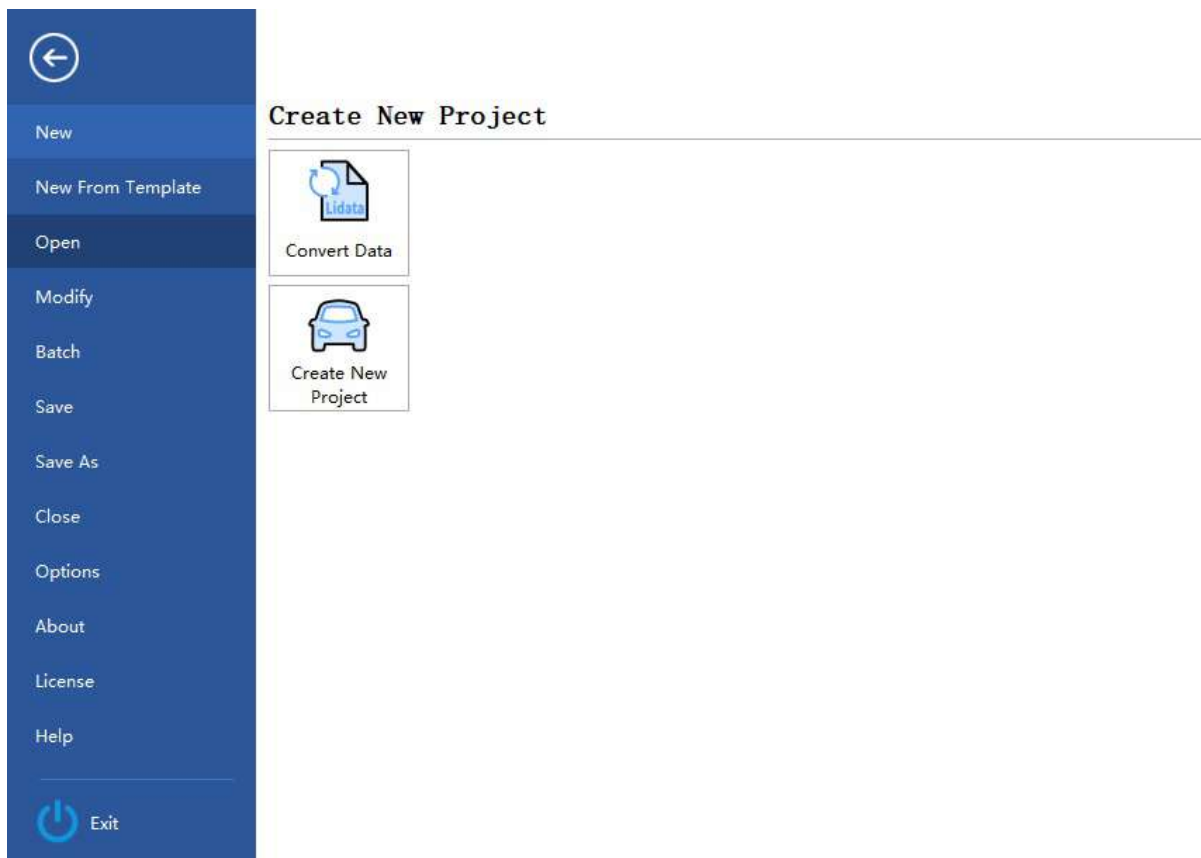 New
New From Template
Open
Modify
Batch
Save
Save As
Close
Options
About
License
Help
Exit
Create New Project
Lidata
Convert Data
Create New
Project